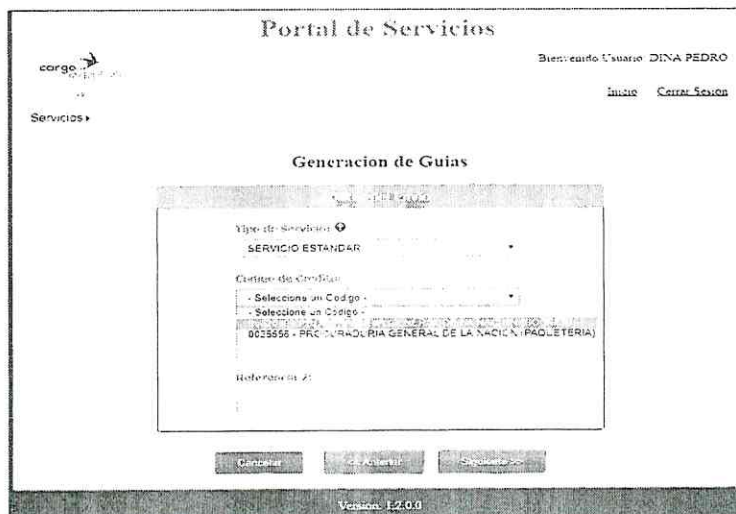 Portal de Servicios
Bienvenido Usuario: DINA PEDRO
cargo
Inicio Cerrar Sesión
Servicios
Generacion de Guias
Tipo de Servicio:
SERVICIO ESTANDAR
Codigo de Credito:
- Seleccione un Codigo -
- Seleccione un Codigo -
- PROCURADURIA GENERAL DE LA NACION (PAQUETERIA)
Referencia 2:
Cancelar << Anterior Siguiente >>
Version. 1.2.0.0